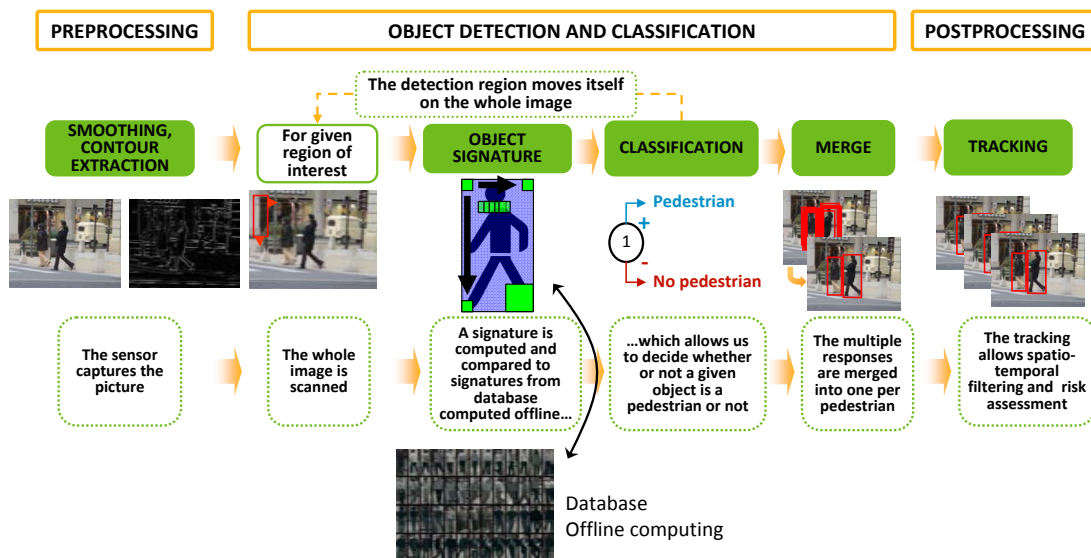 PREPROCESSING
OBJECT DETECTION AND CLASSIFICATION
POSTPROCESSING
The detection region moves itself
on the whole image
SMOOTHING,
CONTOUR
EXTRACTION
For given
region of
interest
OBJECT
SIGNATURE
CLASSIFICATION
MERGE
TRACKING
Pedestrian
+
1
-
No pedestrian
The sensor
captures the
picture
The whole
image is
scanned
A signature is
computed and
compared to
signatures from
database
computed offline…
…which allows us
to decide whether
or not a given
object is a
pedestrian or not
The multiple
responses
are merged
into one per
pedestrian
The tracking
allows spatio-
temporal
filtering and risk
assessment
Database
Offline computing